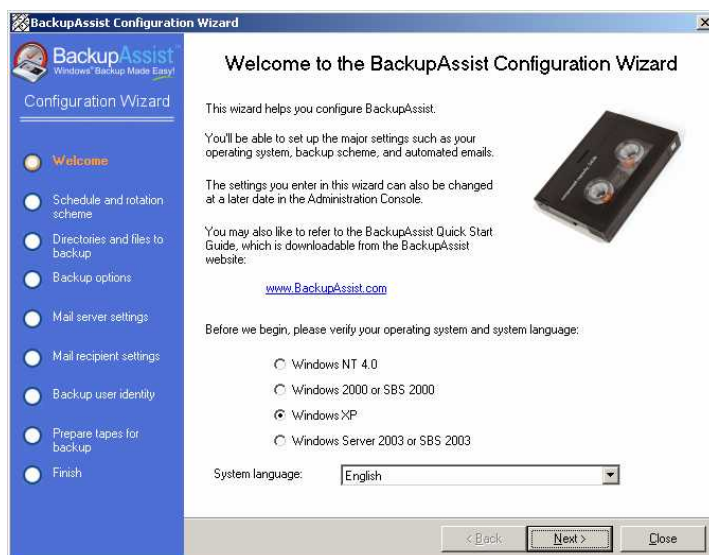 BackupAssist Configuration Wizard
BackupAssist™
Windows® Backup Made Easy!
Configuration Wizard
Welcome
Schedule and rotation
scheme
Directories and files to
backup
Backup options
Mail server settings
Mail recipient settings
Backup user identity
Prepare tapes for
backup
Finish
Welcome to the BackupAssist Configuration Wizard
This wizard helps you configure BackupAssist.
You'll be able to set up the major settings such as your
operating system, backup scheme, and automated emails.
The settings you enter in this wizard can also be changed
at a later date in the Administration Console.
You may also like to refer to the BackupAssist Quick Start
Guide, which is downloadable from the BackupAssist
website:
www.BackupAssist.com
Before we begin, please verify your operating system and system language:
Windows NT 4.0
Windows 2000 or SBS 2000
Windows XP
Windows Server 2003 or SBS 2003
System language: English
< Back Next > Close